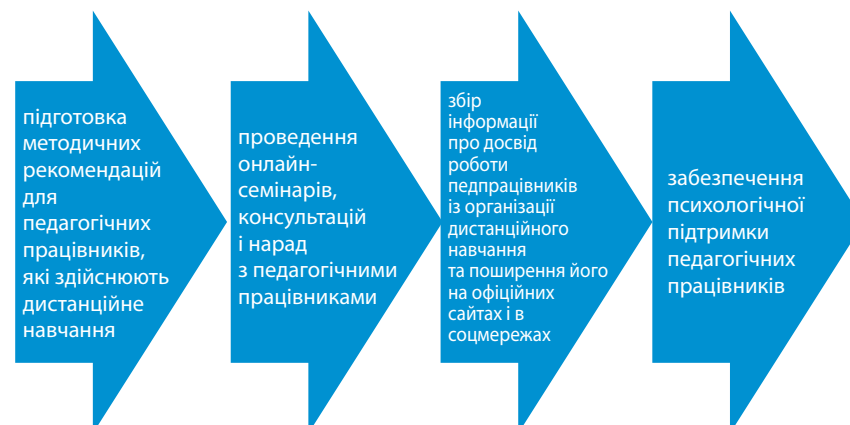 підготовка
методичних
рекомендацій
для
педагогічних
працівників,
які здійснюють
дистанційне
навчання
проведення
онлайн-
семінарів,
консультацій
і нарад
з педагогічними
працівниками
збір
інформації
про досвід
роботи
педпрацівників
із організації
дистанційного
навчання
та поширення його
на офіційних
сайтах і в
соцмережах
забезпечення
психологічної
підтримки
педагогічних
працівників